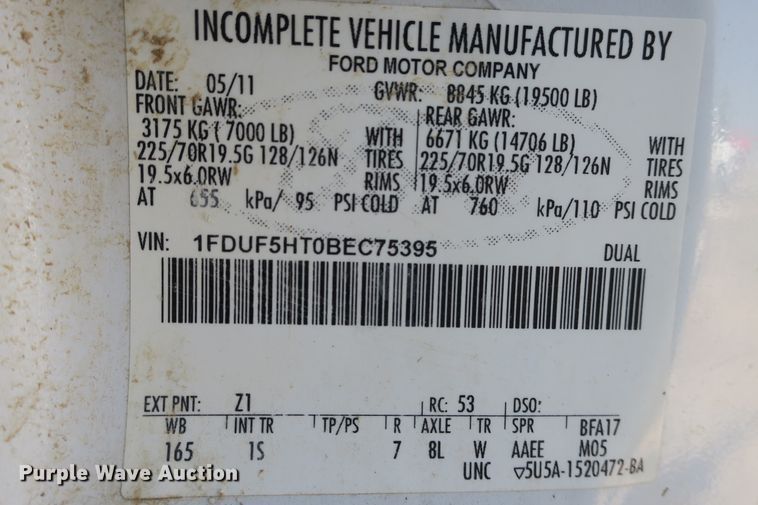 INCOMPLETE VEHICLE MANUFACTURED BY
FORD MOTOR COMPANY
DATE: 05/11 GVWR: 8845 KG (19500 LB)
FRONT GAWR: REAR GAWR:
3175 KG ( 7000 LB) WITH 6671 KG (14706 LB) WITH
225/70R19.5G 128/126N TIRES 225/70R19.5G 128/126N TIRES
19.5x6.0RW RIMS 19.5x6.0RW RIMS
AT 655 kPa/ 95 PSI COLD AT 760 kPa/110 PSI COLD
VIN: 1FDUF5HT0BEC75395 DUAL
EXT PNT: Z1 RC: 53 DSO:
WB INT TR TP/PS R AXLE TR SPR BFA17
165 1S 7 8L W AAEE M05
UNC ▽5U5A-1520472-BA
Purple Wave Auction